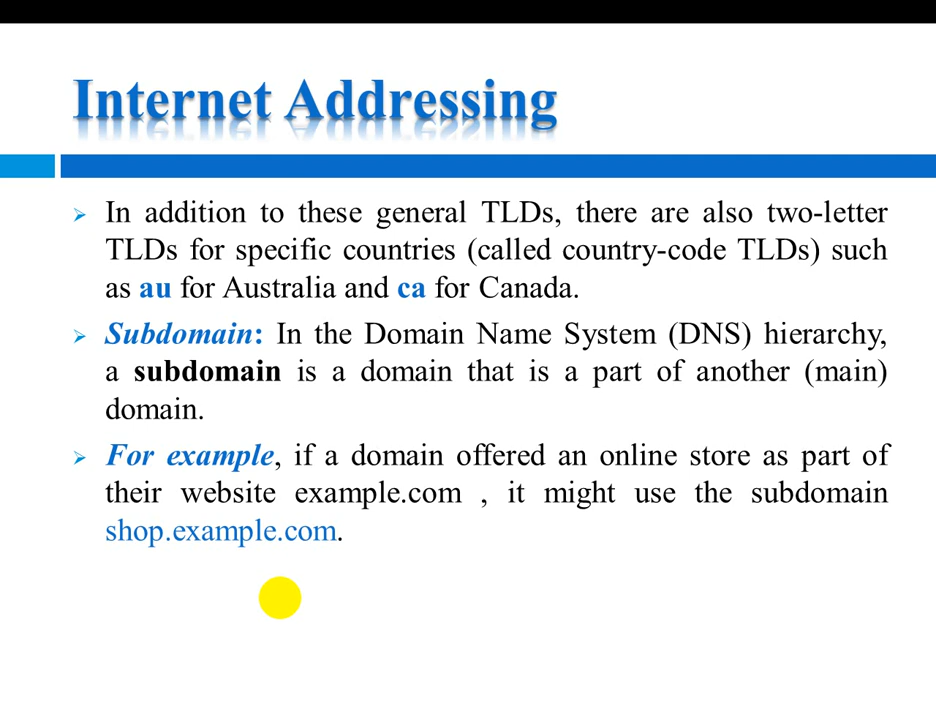 Internet Addressing
In addition to these general TLDs, there are also two-letter
TLDs for specific countries (called country-code TLDs) such
as au for Australia and ca for Canada.
Subdomain: In the Domain Name System (DNS) hierarchy,
a subdomain is a domain that is a part of another (main)
domain.
For example, if a domain offered an online store as part of
their website example.com , it might use the subdomain
shop.example.com.